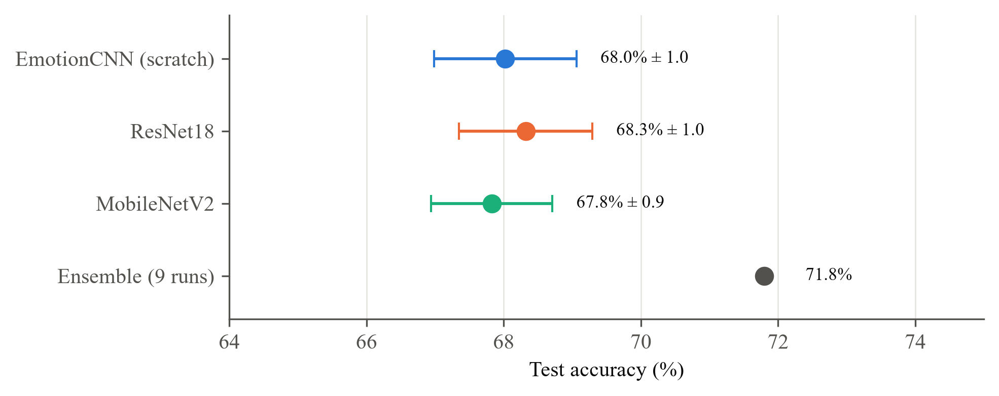 EmotionCNN (scratch)
68.0% ± 1.0
ResNet18
68.3% ± 1.0
MobileNetV2
67.8% ± 0.9
Ensemble (9 runs)
71.8%
64 66 68 70 72 74
Test accuracy (%)